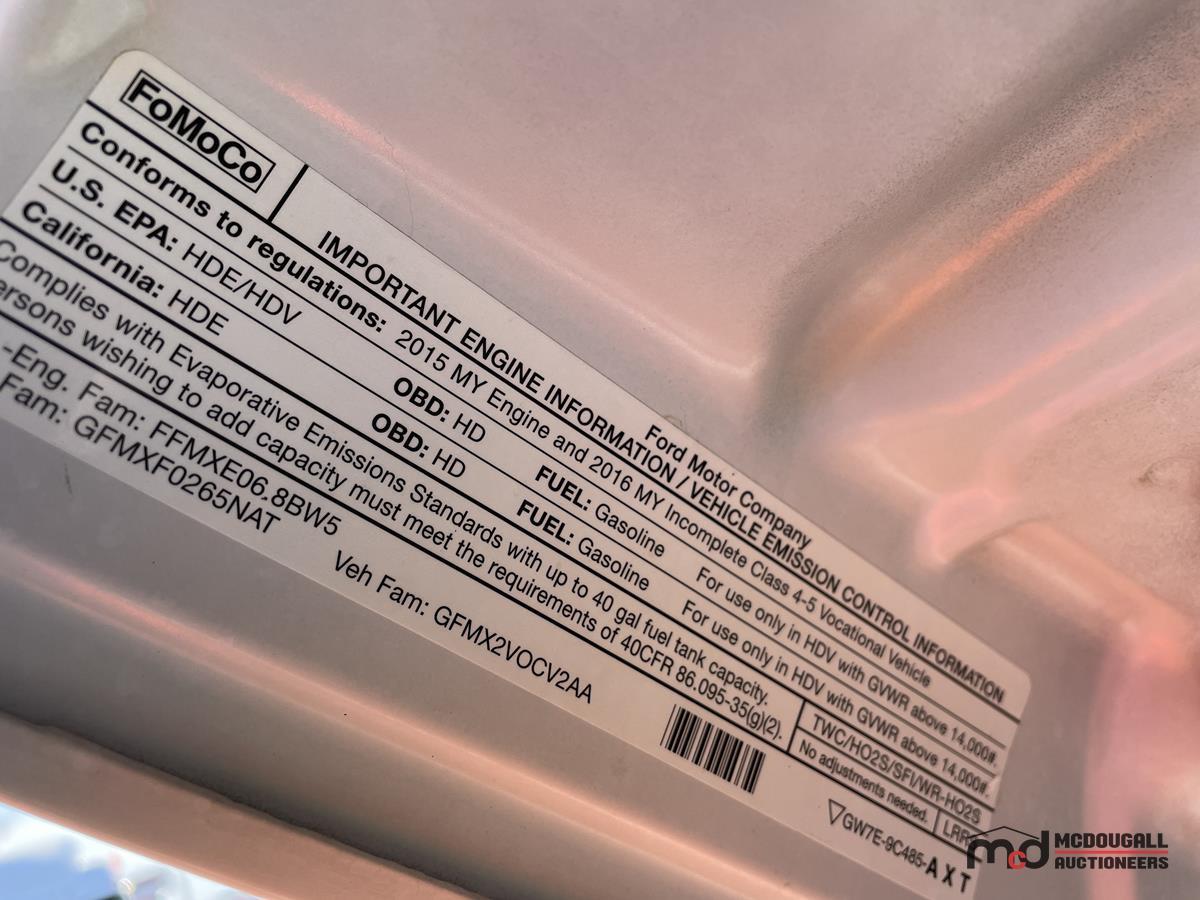 FoMoCo
Ford Motor Company
IMPORTANT ENGINE INFORMATION / VEHICLE EMISSION CONTROL INFORMATION
Conforms to regulations: 2015 MY Engine and 2016 MY Incomplete Class 4-5 Vocational Vehicle
U.S. EPA: HDE/HDV OBD: HD FUEL: Gasoline For use only in HDV with GVWR above 14,000#.
California: HDE OBD: HD FUEL: Gasoline For use only in HDV with GVWR above 14,000#.
Complies with Evaporative Emissions Standards with up to 40 gal fuel tank capacity.
ersons wishing to add capacity must meet the requirements of 40CFR 86.095-35(g)(2).
TWC/HO2S/SFI/WR-HO2S
No adjustments needed. LRR
-Eng. Fam: FFMXE06.8BW5
Fam: GFMXF0265NAT Veh Fam: GFMX2VOCV2AA
GW7E-9C485-AXT
mcd MCDOUGALL
AUCTIONEERS